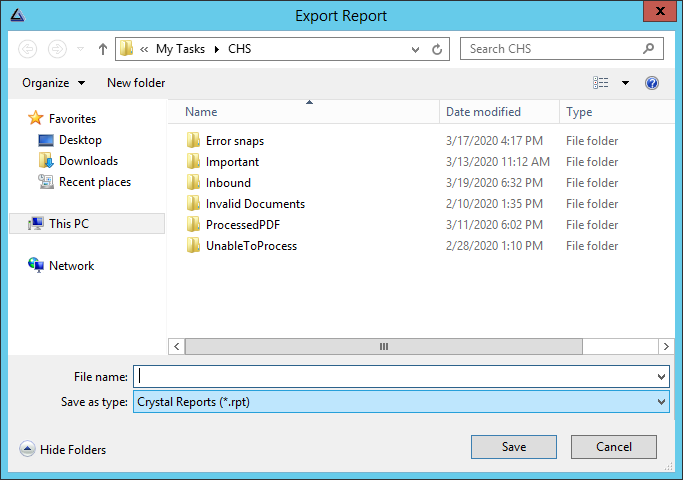 Export Report
x
« My Tasks CHS
Search CHS
Organize New folder
?
Name Date modified Type
Favorites
Desktop
Downloads
Recent places
This PC
Network
Error snaps 3/17/2020 4:17 PM File folder
Important 3/13/2020 11:12 AM File folder
Inbound 3/19/2020 6:32 PM File folder
Invalid Documents 2/10/2020 1:35 PM File folder
ProcessedPDF 3/11/2020 6:02 PM File folder
UnableToProcess 2/28/2020 1:10 PM File folder
File name:
Save as type: Crystal Reports (*.rpt)
Hide Folders
Save Cancel